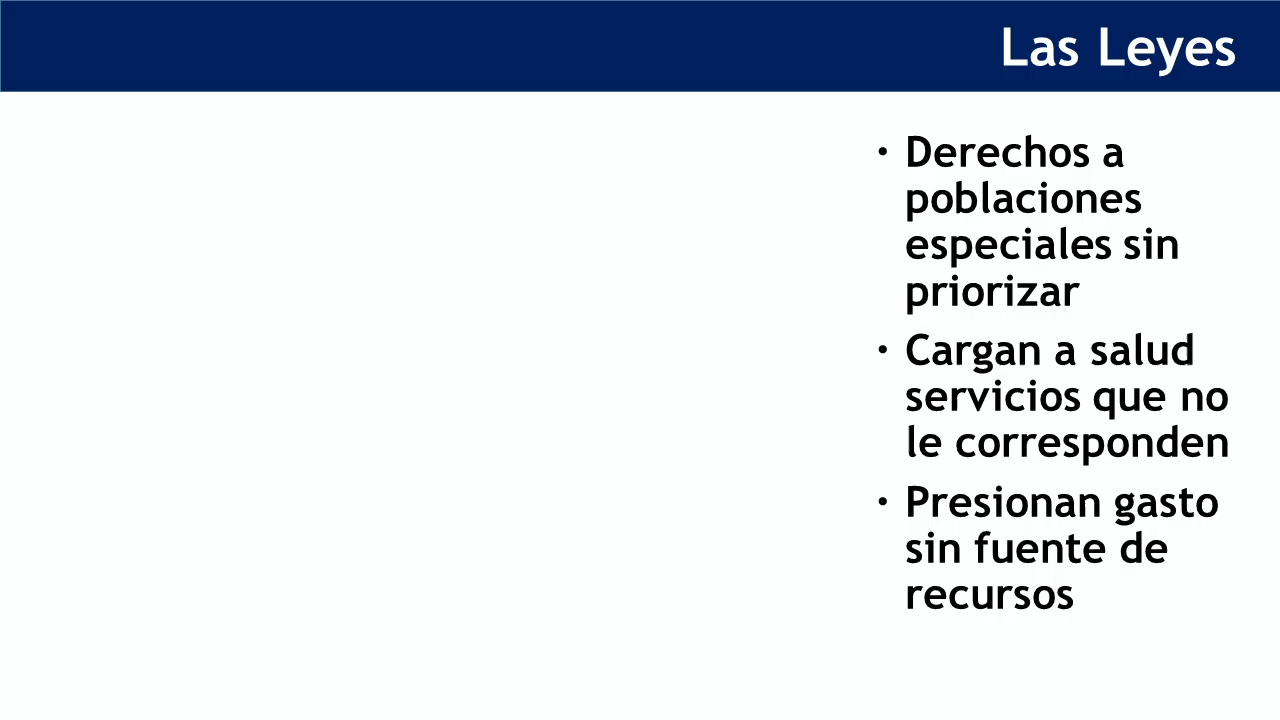 Las Leyes
• Derechos a
poblaciones
especiales sin
priorizar
• Cargan a salud
servicios que no
le corresponden
• Presionan gasto
sin fuente de
recursos